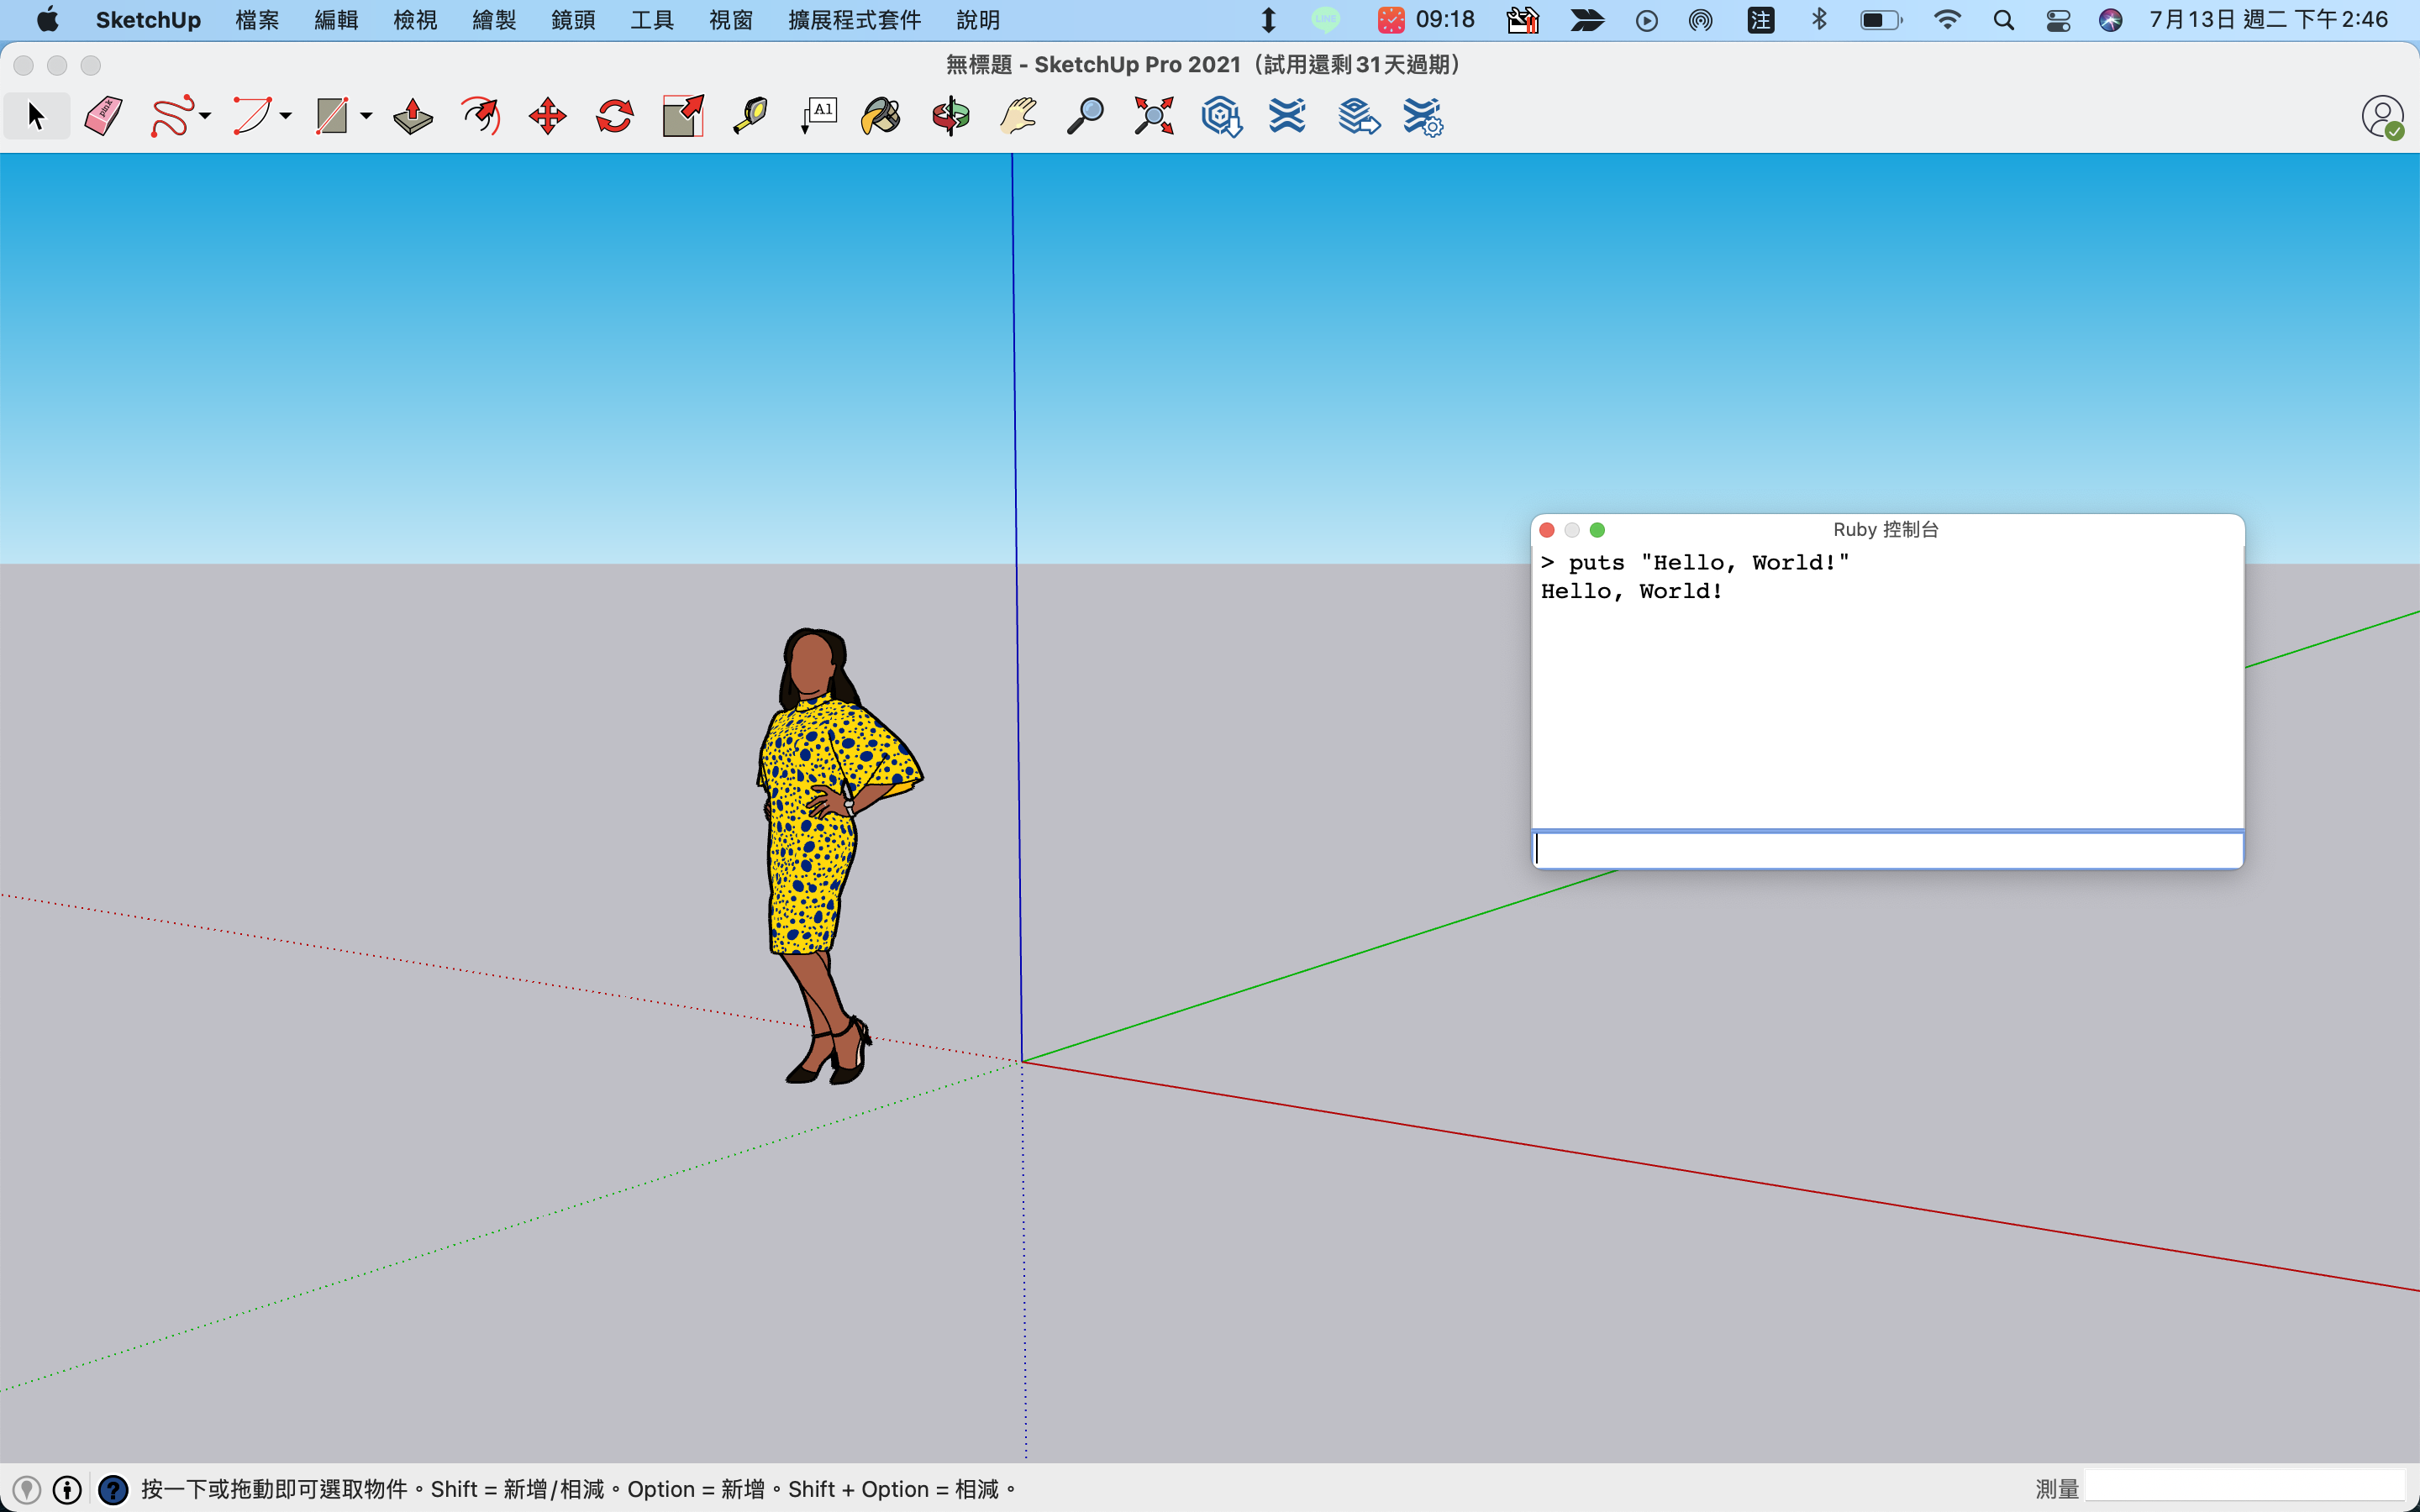 SketchUp 檔案 編輯 檢視 繪製 鏡頭 工具 視窗 擴展程式套件 說明 LINE 09:18 注 7月13日 週二 下午2:46
無標題 - SketchUp Pro 2021（試用還剩31天過期）
pink A1
Ruby 控制台
> puts "Hello, World!"
Hello, World!
按一下或拖動即可選取物件。Shift = 新增/相減。Option = 新增。Shift + Option = 相減。 測量